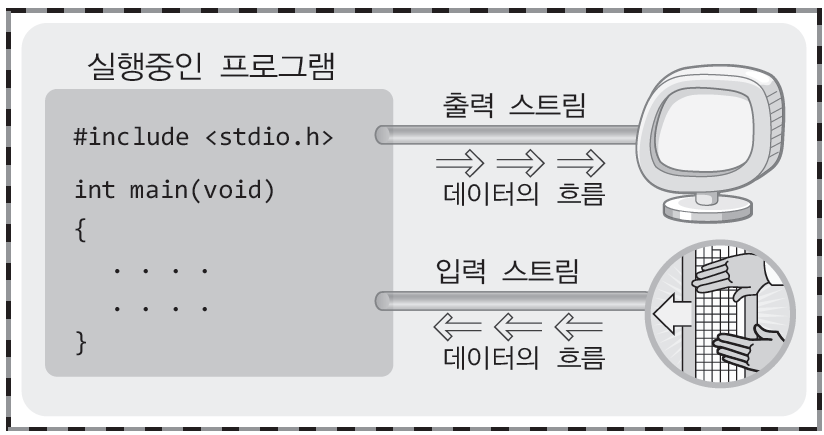 실행중인 프로그램
#include <stdio.h>
int main(void)
{
. . . .
. . . .
}
출력 스트림
데이터의 흐름
입력 스트림
데이터의 흐름